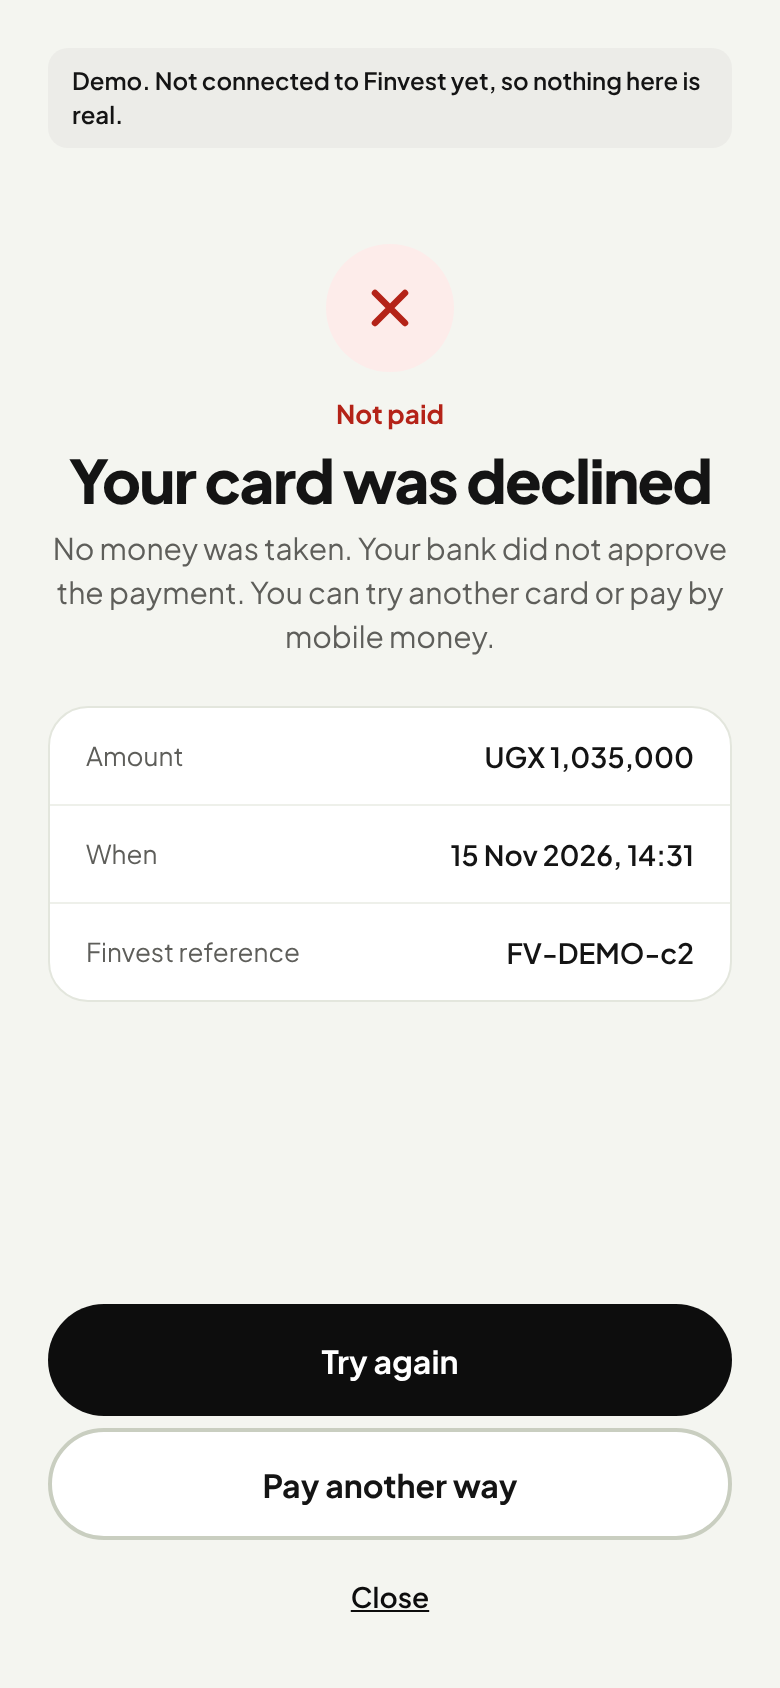 Demo. Not connected to Finvest yet, so nothing here is
real.
Not paid
Your card was declined
No money was taken. Your bank did not approve
the payment. You can try another card or pay by
mobile money.
Amount UGX 1,035,000
When 15 Nov 2026, 14:31
Finvest reference FV-DEMO-c2
Try again
Pay another way
Close